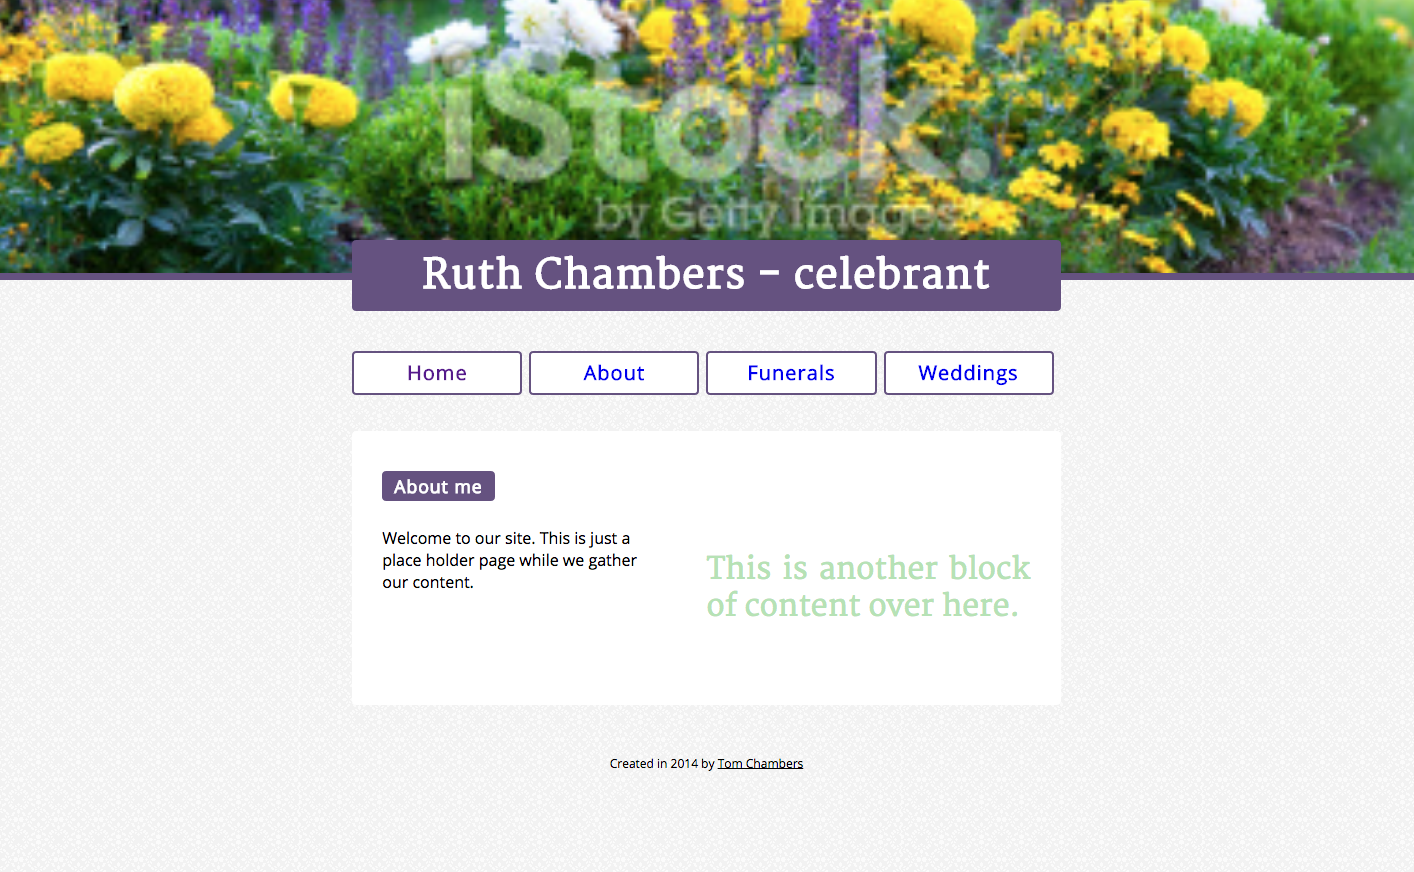 iStock.
by Getty Images
Ruth Chambers - celebrant
Home
About
Funerals
Weddings
About me
Welcome to our site. This is just a
place holder page while we gather
our content.
This is another block
of content over here.
Created in 2014 by Tom Chambers